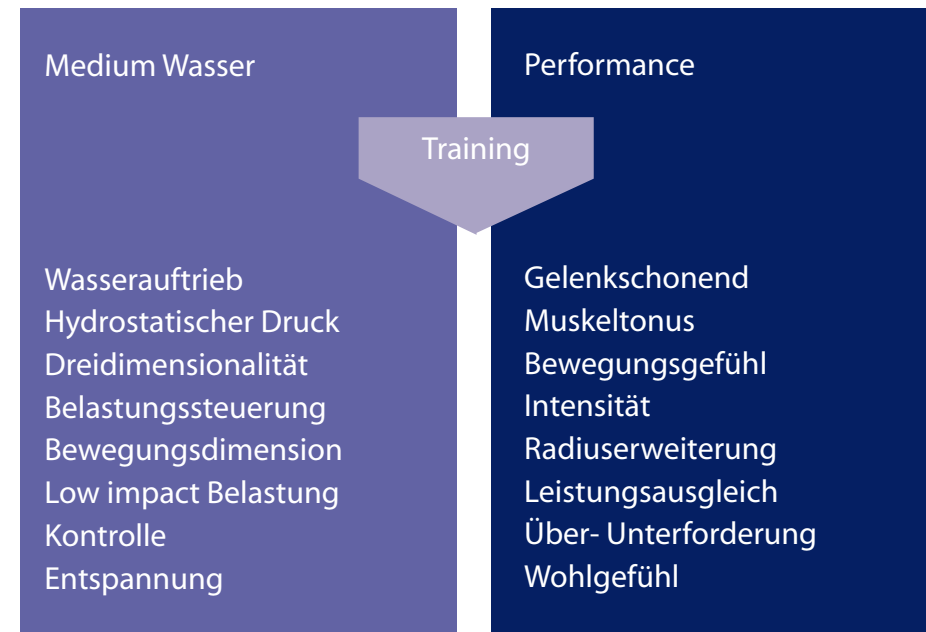 Medium Wasser
Performance
Training
Wasserauftrieb
Hydrostatischer Druck
Dreidimensionalität
Belastungssteuerung
Bewegungsdimension
Low impact Belastung
Kontrolle
Entspannung
Gelenkschonend
Muskeltonus
Bewegungsgefühl
Intensität
Radiuserweiterung
Leistungsausgleich
Über- Unterforderung
Wohlgefühl